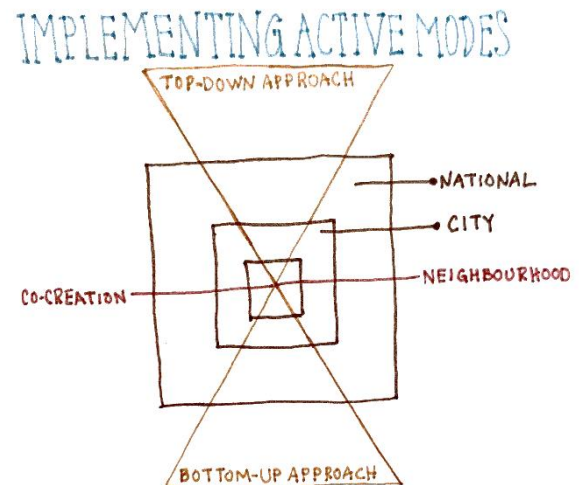 IMPLEMENTING ACTIVE MODES
TOP-DOWN APPROACH
NATIONAL
CITY
NEIGHBOURHOOD
CO-CREATION
BOTTOM-UP APPROACH